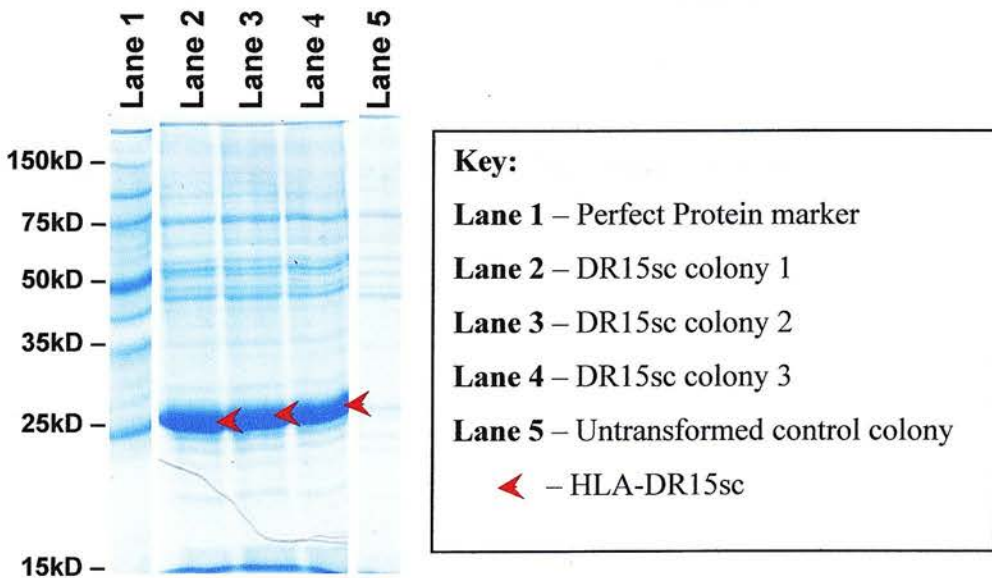 Lane 1
Lane 2
Lane 3
Lane 4
Lane 5
150kD –
75kD –
50kD –
35kD –
25kD –
15kD –
Key:
Lane 1 – Perfect Protein marker
Lane 2 – DR15sc colony 1
Lane 3 – DR15sc colony 2
Lane 4 – DR15sc colony 3
Lane 5 – Untransformed control colony
– HLA-DR15sc